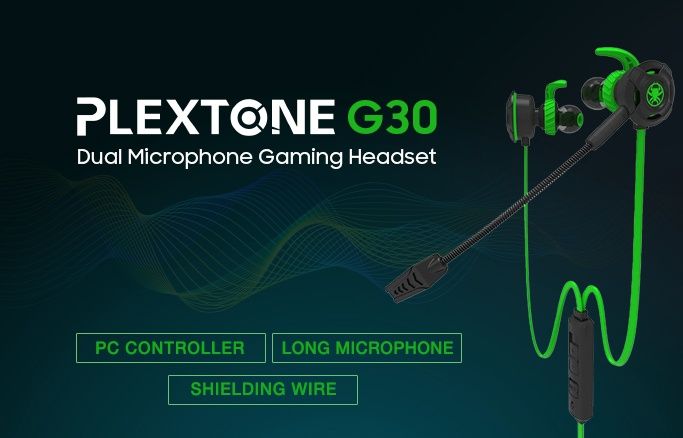 PLEXTONE G30
Dual Microphone Gaming Headset
PC CONTROLLER
LONG MICROPHONE
SHIELDING WIRE